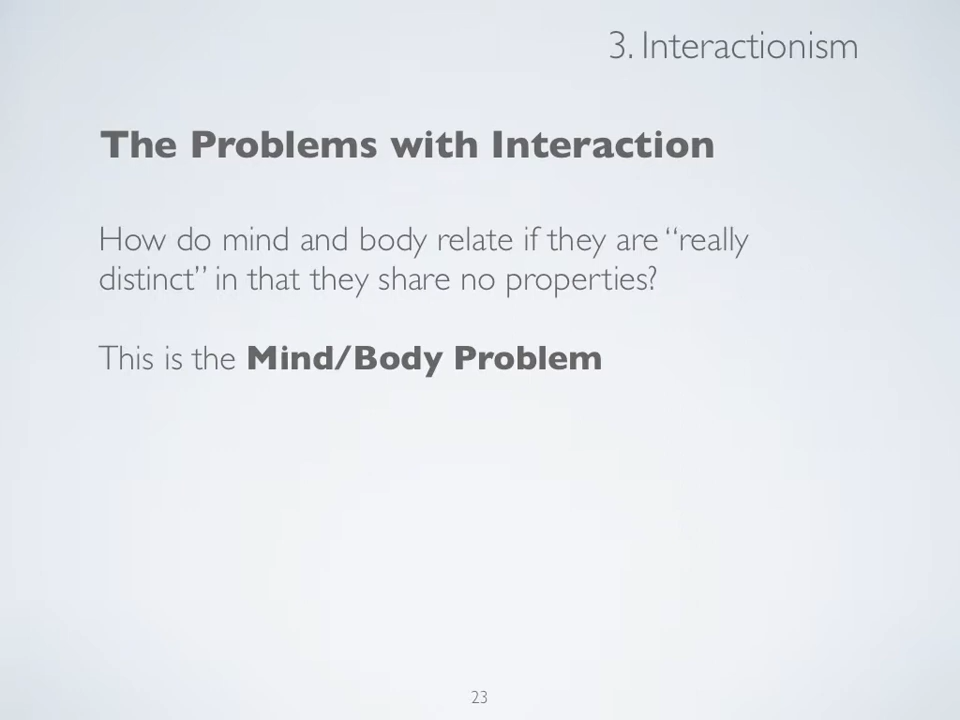 3. Interactionism
The Problems with Interaction
How do mind and body relate if they are “really
distinct” in that they share no properties?
This is the Mind/Body Problem
23